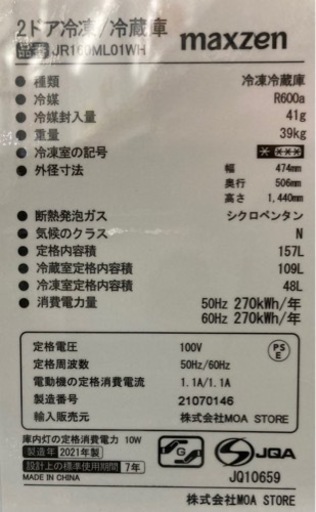 2ドア冷凍/冷蔵庫 maxzen
品番 JR160ML01WH
● 種類 冷凍冷蔵庫
● 冷媒 R600a
● 冷媒封入量 41g
● 重量 39kg
● 冷凍室の記号 * ***
● 外径寸法 幅 474mm
奥行 506mm
高さ 1,440mm
● 断熱発泡ガス シクロペンタン
● 気候のクラス N
● 定格内容積 157L
● 冷蔵室定格内容積 109L
● 冷凍室定格内容積 48L
● 消費電力量 50Hz 270kWh/年
60Hz 270kWh/年
定格電圧 100V
定格周波数 50Hz/60Hz
電動機の定格消費電流 1.1A/1.1A
製造番号 21070146
輸入販売元 株式会社MOA STORE
PS
E
庫内灯の定格消費電力 10W
製造年 2021年製
設計上の標準使用期間 7年
MADE IN CHINA
G
S JQA
JQ10659
株式会社MOA STORE